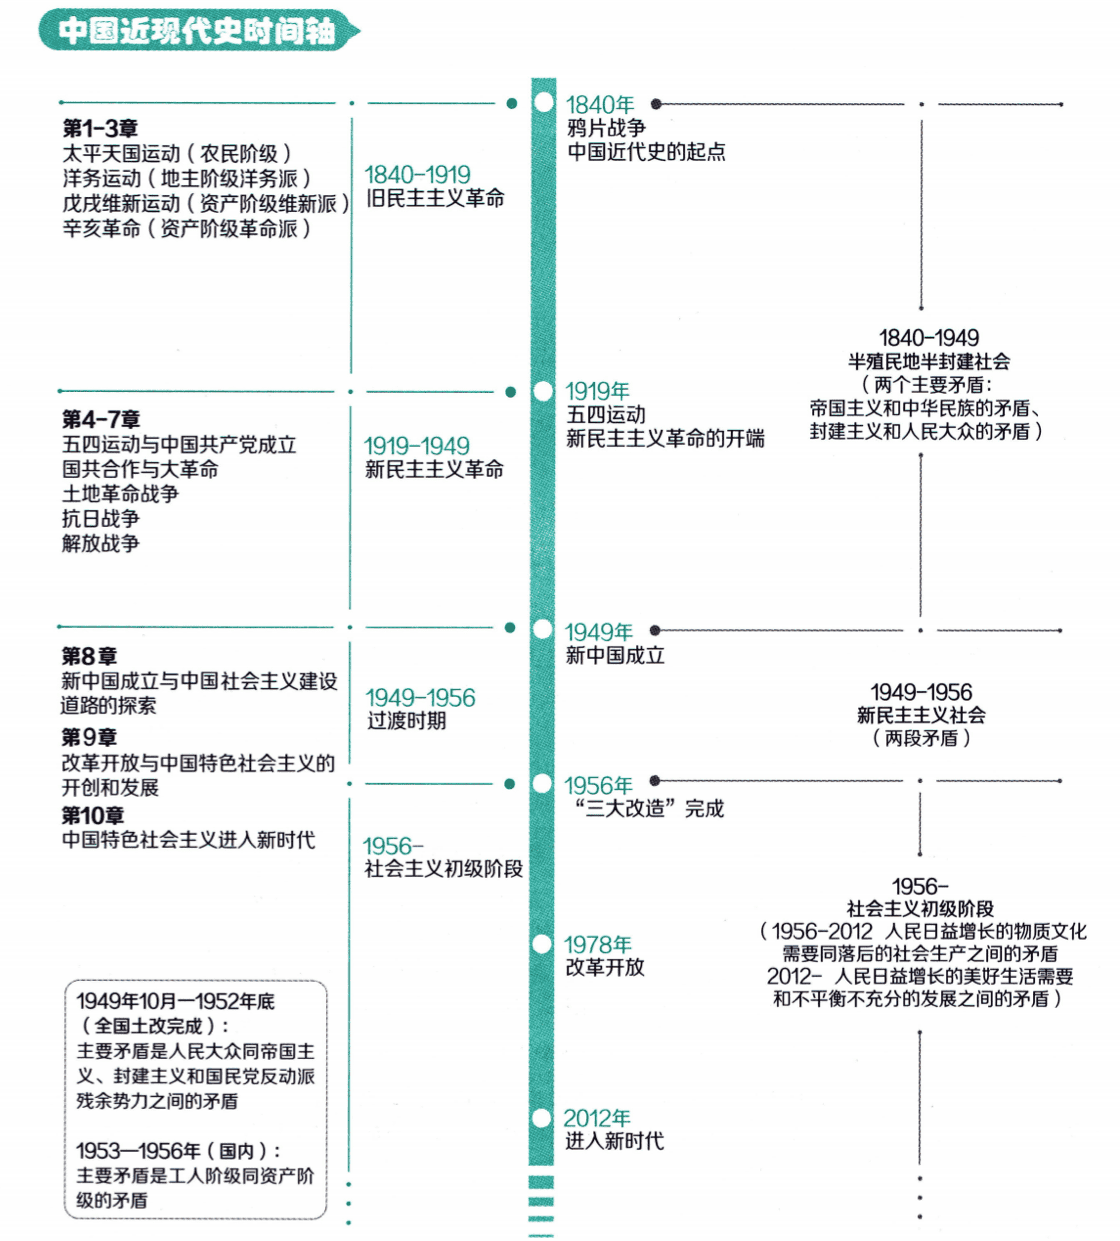 中国近现代史时间轴
第1-3章
太平天国运动（农民阶级）
洋务运动（地主阶级洋务派）
戊戌维新运动（资产阶级维新派）
辛亥革命（资产阶级革命派）
1840-1919
旧民主主义革命
1840年
鸦片战争
中国近代史的起点
1840-1949
半殖民地半封建社会
（两个主要矛盾：
帝国主义和中华民族的矛盾、
封建主义和人民大众的矛盾）
第4-7章
五四运动与中国共产党成立
国共合作与大革命
土地革命战争
抗日战争
解放战争
1919-1949
新民主主义革命
1919年
五四运动
新民主主义革命的开端
第8章
新中国成立与中国社会主义建设
道路的探索
第9章
改革开放与中国特色社会主义的
开创和发展
第10章
中国特色社会主义进入新时代
1949-1956
过渡时期
1949年
新中国成立
1949-1956
新民主主义社会
（两段矛盾）
1956年
“三大改造”完成
1956-
社会主义初级阶段
1956-
社会主义初级阶段
（1956-2012 人民日益增长的物质文化
需要同落后的社会生产之间的矛盾
2012- 人民日益增长的美好生活需要
和不平衡不充分的发展之间的矛盾）
1978年
改革开放
1949年10月—1952年底
（全国土改完成）：
主要矛盾是人民大众同帝国主
义、封建主义和国民党反动派
残余势力之间的矛盾
1953—1956年（国内）：
主要矛盾是工人阶级同资产阶
级的矛盾
2012年
进入新时代